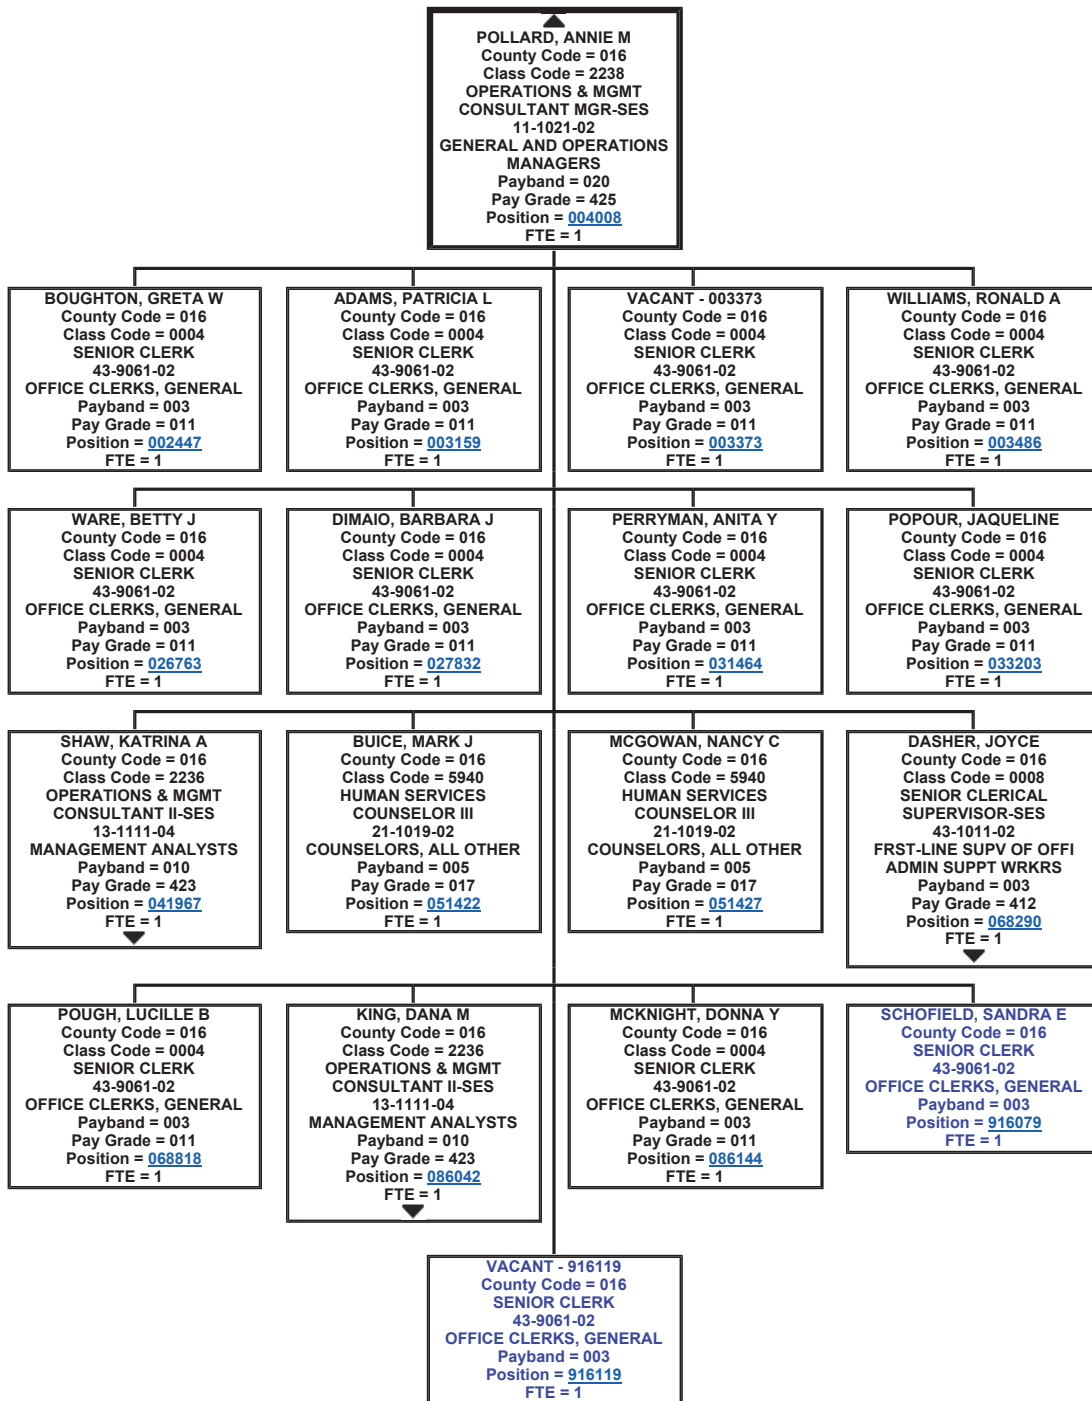 POLLARD, ANNIE M
County Code = 016
Class Code = 2238
OPERATIONS & MGMT
CONSULTANT MGR-SES
11-1021-02
GENERAL AND OPERATIONS
MANAGERS
Payband = 020
Pay Grade = 425
Position = 004008
FTE = 1
BOUGHTON, GRETA W
County Code = 016
Class Code = 0004
SENIOR CLERK
43-9061-02
OFFICE CLERKS, GENERAL
Payband = 003
Pay Grade = 011
Position = 002447
FTE = 1
ADAMS, PATRICIA L
County Code = 016
Class Code = 0004
SENIOR CLERK
43-9061-02
OFFICE CLERKS, GENERAL
Payband = 003
Pay Grade = 011
Position = 003159
FTE = 1
VACANT - 003373
County Code = 016
Class Code = 0004
SENIOR CLERK
43-9061-02
OFFICE CLERKS, GENERAL
Payband = 003
Pay Grade = 011
Position = 003373
FTE = 1
WILLIAMS, RONALD A
County Code = 016
Class Code = 0004
SENIOR CLERK
43-9061-02
OFFICE CLERKS, GENERAL
Payband = 003
Pay Grade = 011
Position = 003486
FTE = 1
WARE, BETTY J
County Code = 016
Class Code = 0004
SENIOR CLERK
43-9061-02
OFFICE CLERKS, GENERAL
Payband = 003
Pay Grade = 011
Position = 026763
FTE = 1
DIMAIO, BARBARA J
County Code = 016
Class Code = 0004
SENIOR CLERK
43-9061-02
OFFICE CLERKS, GENERAL
Payband = 003
Pay Grade = 011
Position = 027832
FTE = 1
PERRYMAN, ANITA Y
County Code = 016
Class Code = 0004
SENIOR CLERK
43-9061-02
OFFICE CLERKS, GENERAL
Payband = 003
Pay Grade = 011
Position = 031464
FTE = 1
POPOUR, JAQUELINE
County Code = 016
Class Code = 0004
SENIOR CLERK
43-9061-02
OFFICE CLERKS, GENERAL
Payband = 003
Pay Grade = 011
Position = 033203
FTE = 1
SHAW, KATRINA A
County Code = 016
Class Code = 2236
OPERATIONS & MGMT
CONSULTANT II-SES
13-1111-04
MANAGEMENT ANALYSTS
Payband = 010
Pay Grade = 423
Position = 041967
FTE = 1
BUICE, MARK J
County Code = 016
Class Code = 5940
HUMAN SERVICES
COUNSELOR III
21-1019-02
COUNSELORS, ALL OTHER
Payband = 005
Pay Grade = 017
Position = 051422
FTE = 1
MCGOWAN, NANCY C
County Code = 016
Class Code = 5940
HUMAN SERVICES
COUNSELOR III
21-1019-02
COUNSELORS, ALL OTHER
Payband = 005
Pay Grade = 017
Position = 051427
FTE = 1
DASHER, JOYCE
County Code = 016
Class Code = 0008
SENIOR CLERICAL
SUPERVISOR-SES
43-1011-02
FRST-LINE SUPV OF OFFI
ADMIN SUPPT WRKRS
Payband = 003
Pay Grade = 412
Position = 068290
FTE = 1
POUGH, LUCILLE B
County Code = 016
Class Code = 0004
SENIOR CLERK
43-9061-02
OFFICE CLERKS, GENERAL
Payband = 003
Pay Grade = 011
Position = 068818
FTE = 1
KING, DANA M
County Code = 016
Class Code = 2236
OPERATIONS & MGMT
CONSULTANT II-SES
13-1111-04
MANAGEMENT ANALYSTS
Payband = 010
Pay Grade = 423
Position = 086042
FTE = 1
MCKNIGHT, DONNA Y
County Code = 016
Class Code = 0004
SENIOR CLERK
43-9061-02
OFFICE CLERKS, GENERAL
Payband = 003
Pay Grade = 011
Position = 086144
FTE = 1
SCHOFIELD, SANDRA E
County Code = 016
SENIOR CLERK
43-9061-02
OFFICE CLERKS, GENERAL
Payband = 003
Position = 916079
FTE = 1
VACANT - 916119
County Code = 016
SENIOR CLERK
43-9061-02
OFFICE CLERKS, GENERAL
Payband = 003
Position = 916119
FTE = 1